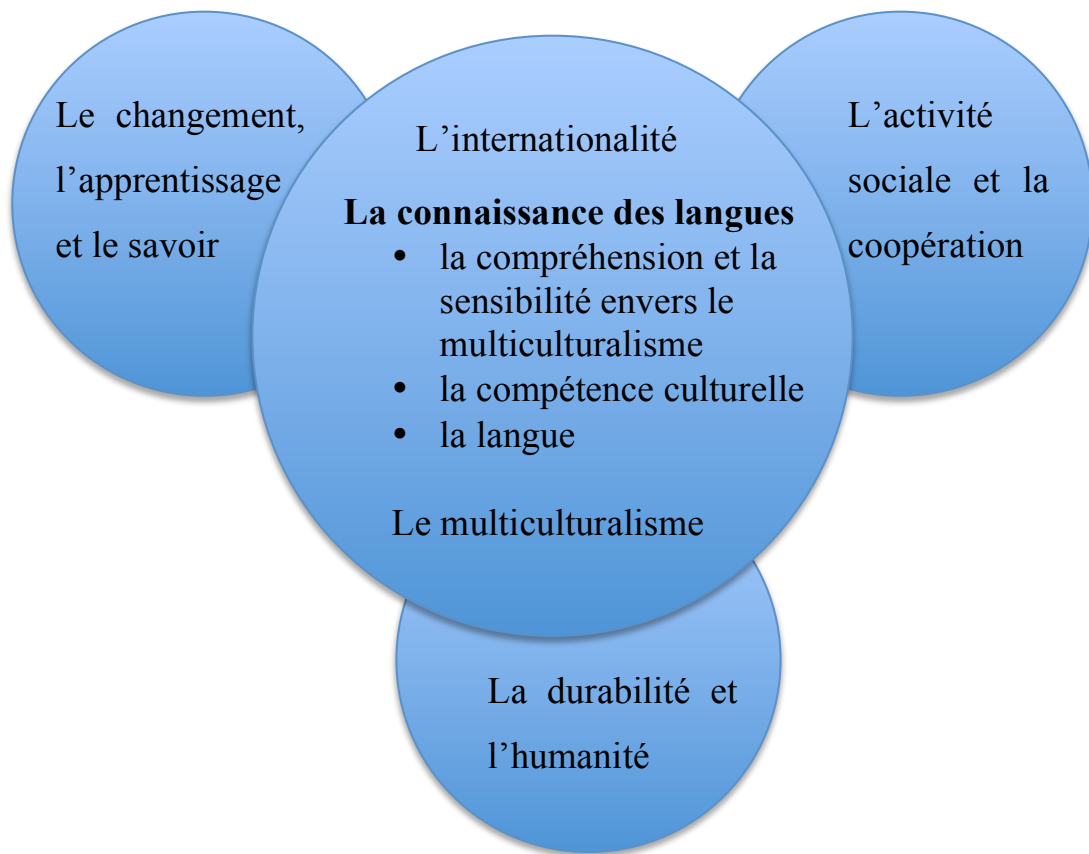 Le changement,
l’apprentissage
et le savoir
L’internationalité
La connaissance des langues
• la compréhension et la
sensibilité envers le
multiculturalisme
• la compétence culturelle
• la langue
Le multiculturalisme
L’activité
sociale et la
coopération
La durabilité et
l’humanité